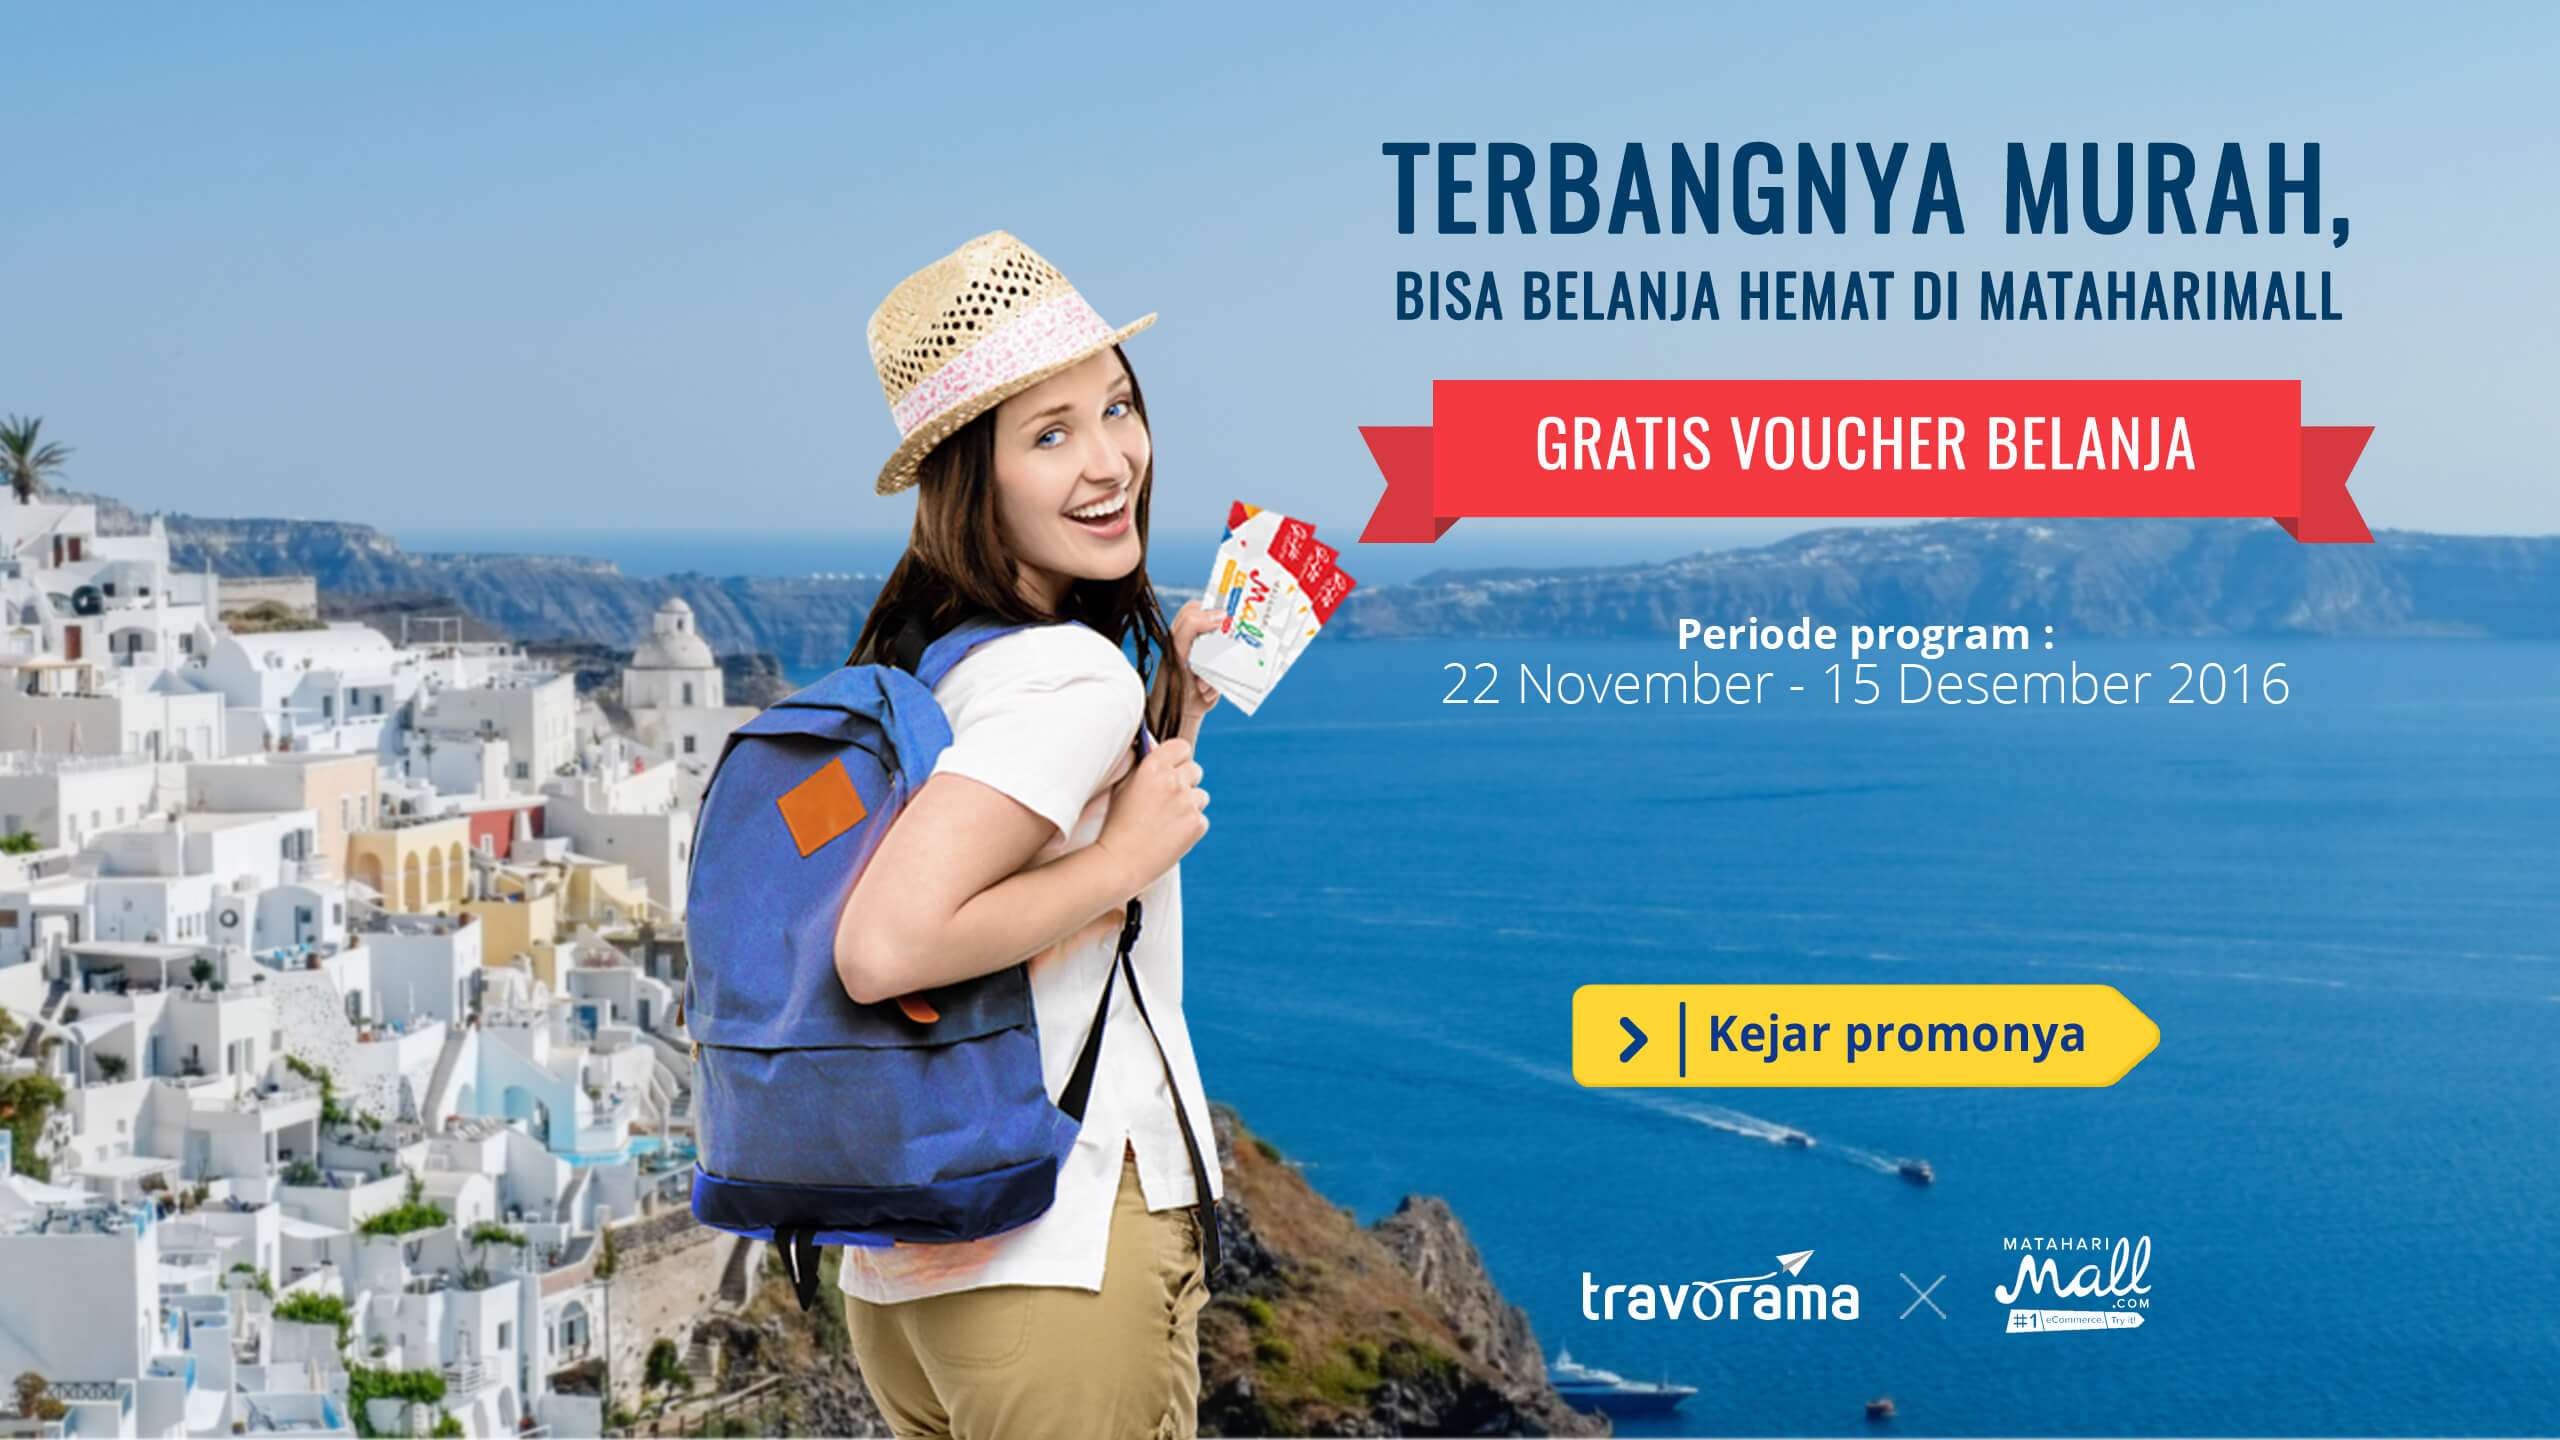 TERBANGNYA MURAH,
BISA BELANJA HEMAT DI MATAHARIMALL
GRATIS VOUCHER BELANJA
Periode program :
22 November - 15 Desember 2016
Kejar promonya
travorama
MATAHARI
Mall
.COM
#1 eCommerce. Try it!